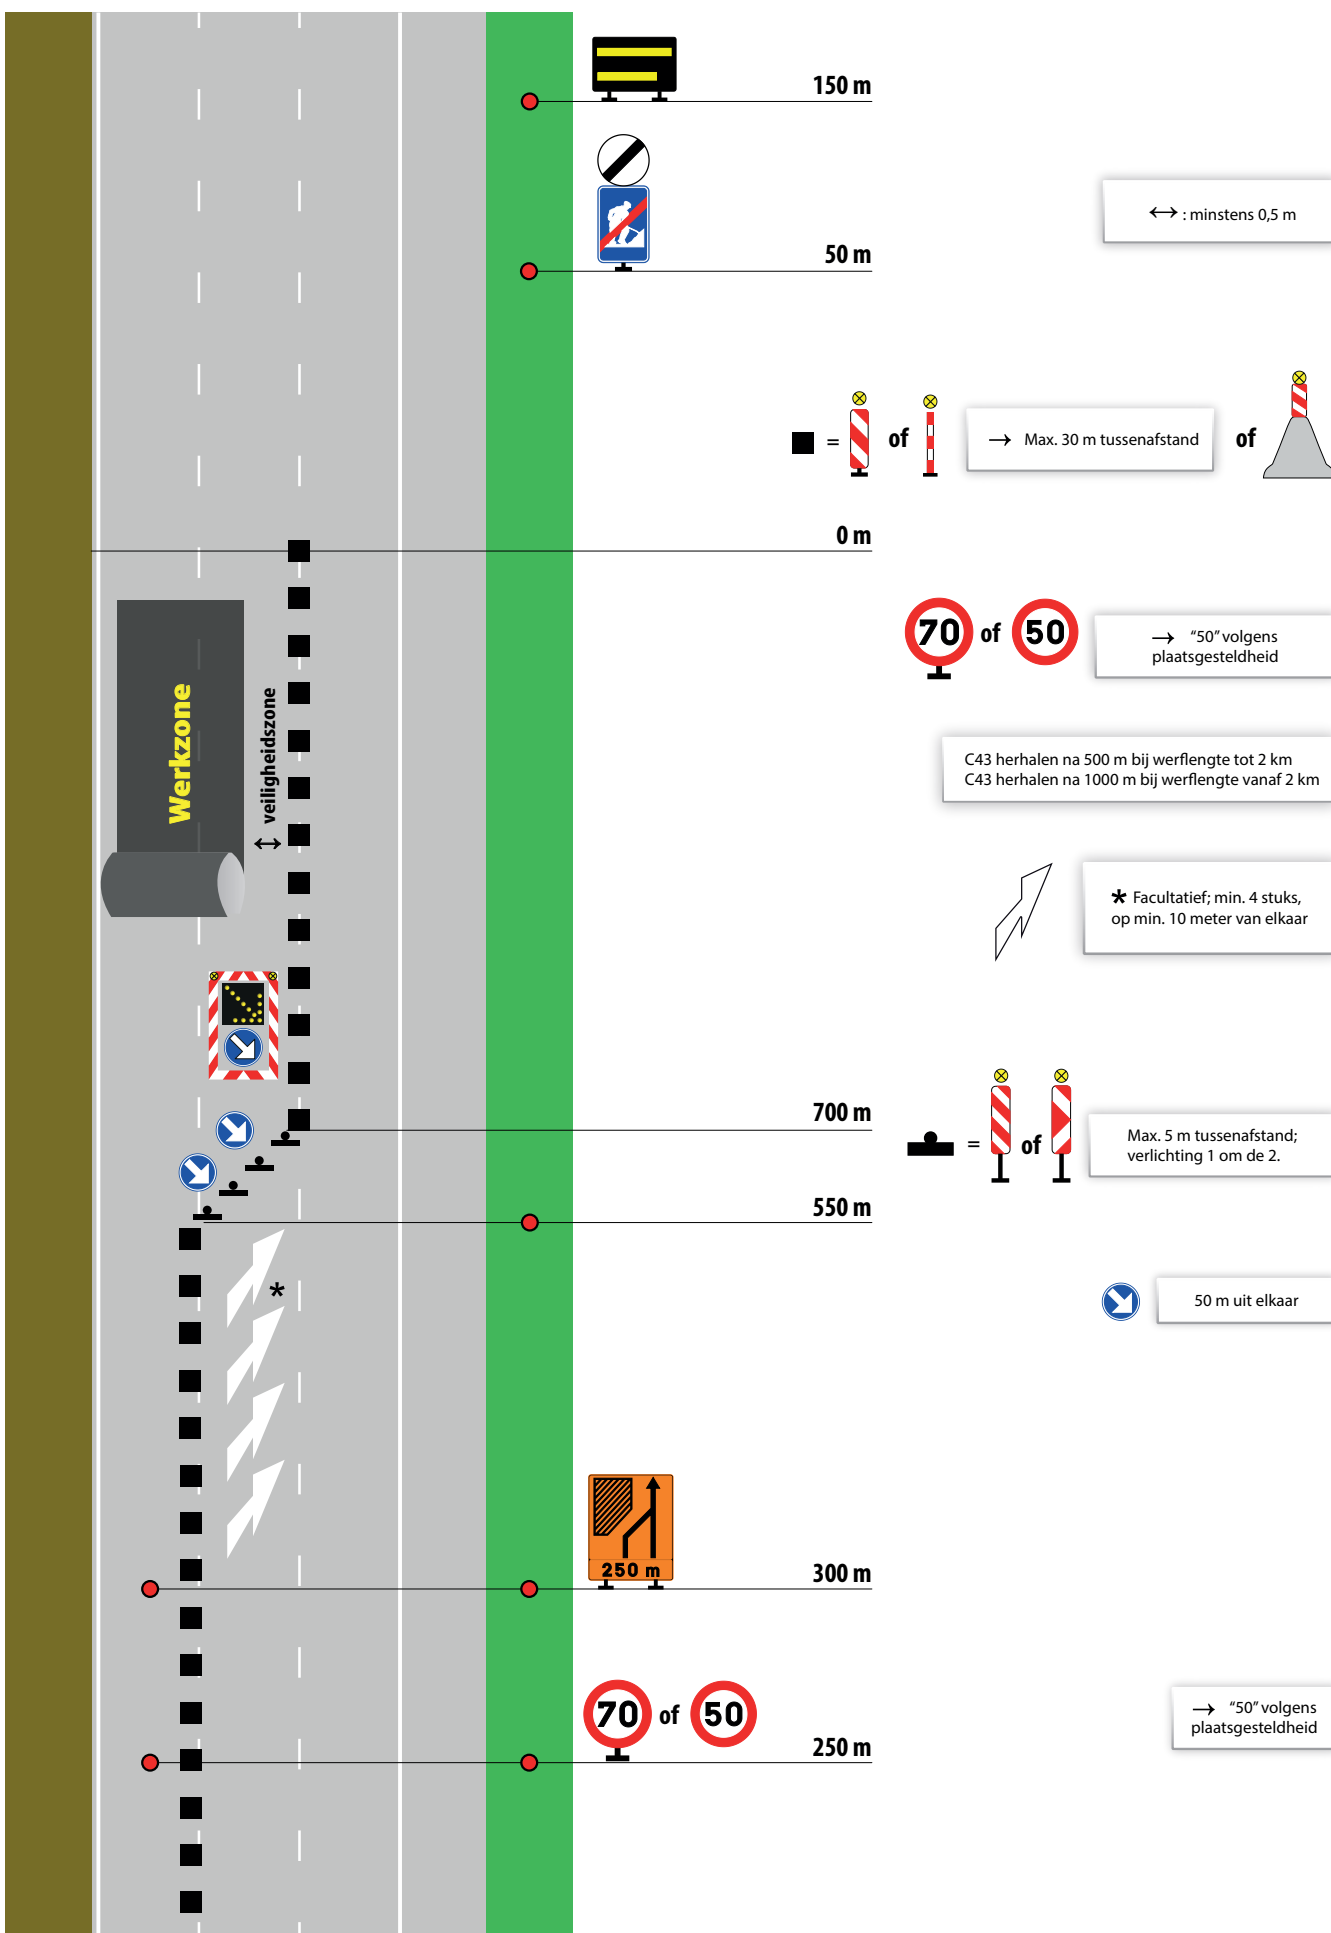 150 m
↔ : minstens 0,5 m
50 m
= of → Max. 30 m tussenafstand of
0 m
70 of 50 → “50” volgens
plaatsgesteldheid
Werkzone
↔ veiligheidszone
C43 herhalen na 500 m bij werflengte tot 2 km
C43 herhalen na 1000 m bij werflengte vanaf 2 km
* Facultatief; min. 4 stuks,
op min. 10 meter van elkaar
700 m
= of
Max. 5 m tussenafstand;
verlichting 1 om de 2.
550 m
*
50 m uit elkaar
250 m
300 m
70 of 50
→ “50” volgens
plaatsgesteldheid
250 m